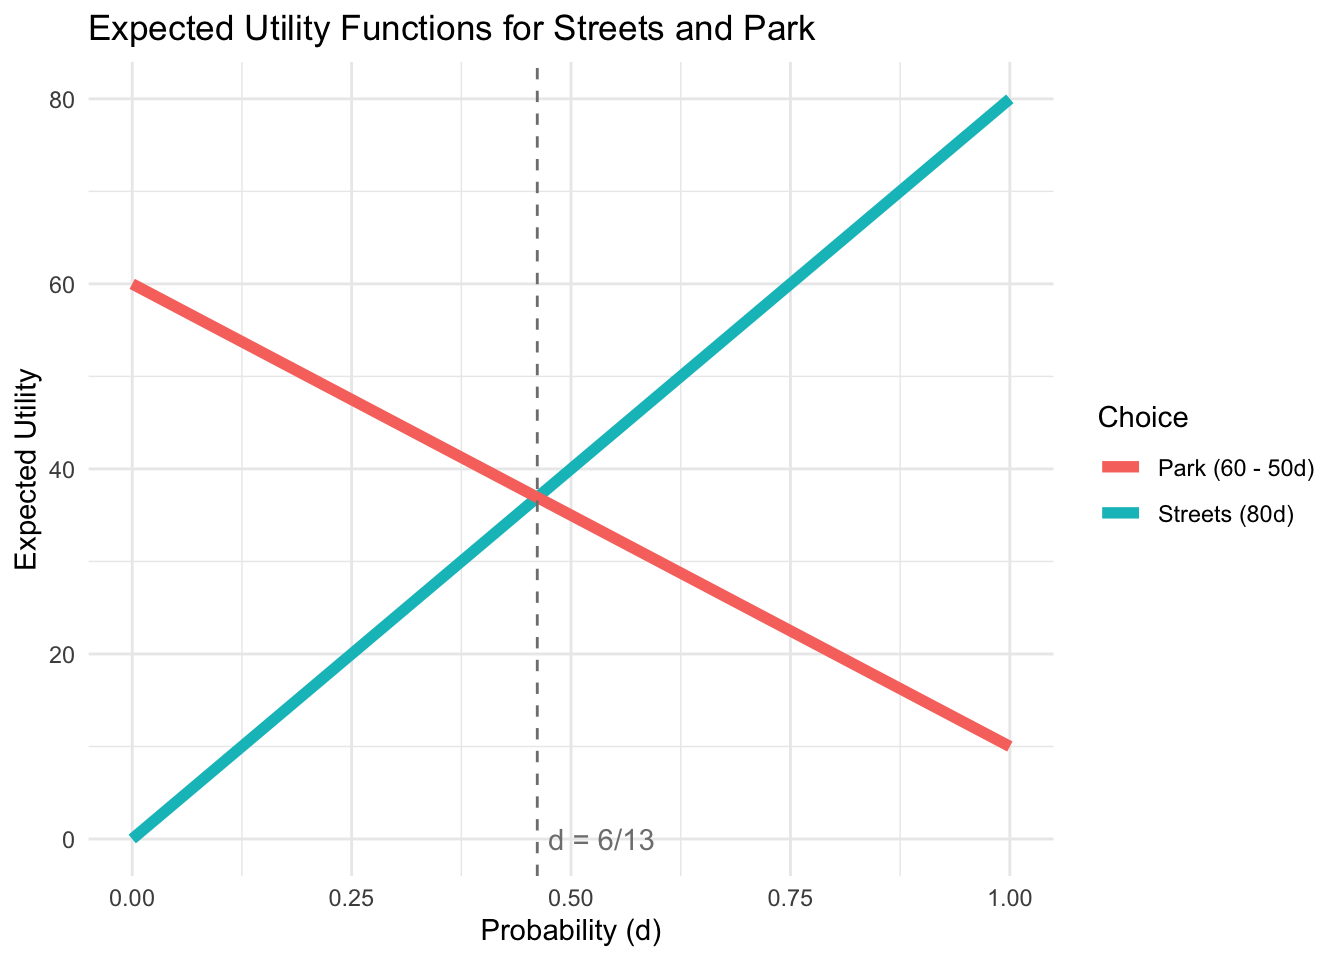 Expected Utility Functions for Streets and Park
80
60
40
20
0
Expected Utility
d = 6/13
0.00 0.25 0.50 0.75 1.00
Probability (d)
Choice
Park (60 - 50d)
Streets (80d)